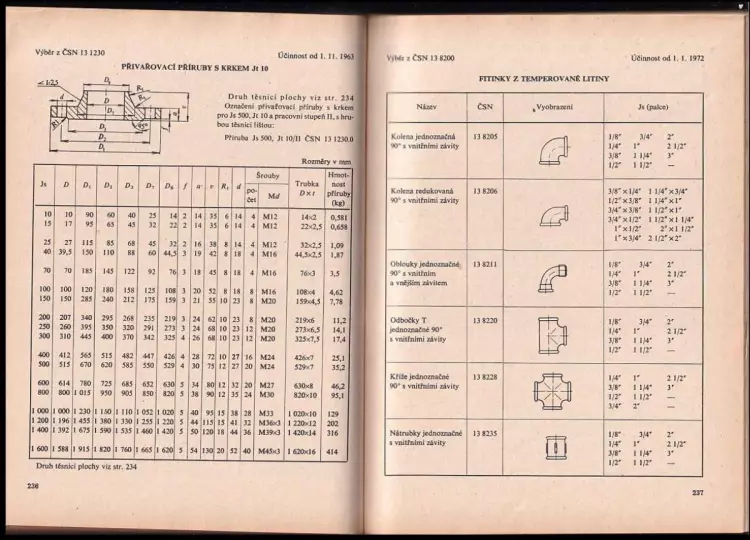 Výběr z ČSN 13 1230 Účinnost od 1. 11. 1963
PŘIVAŘOVACÍ PŘÍRUBY S KRKEM Jt 10
Druh těsnicí plochy viz str. 234
Označení přivařovací příruby s krkem
pro Js 500, Jt 10 a pracovní stupeň II, s hru-
bou těsnicí lištou:
Příruba Js 500, Jt 10/II ČSN 13 1230.0
Rozměry v mm
Js D D₁ D₂ D₃ D₇ D₈ f a v R₁ d Šrouby po-čet Md Trubka D×t Hmot-nost příruby (kg)
10 10 90 60 40 25 14 2 14 35 6 14 4 M12 14×2 0,581
15 17 95 65 45 32 22 2 14 35 6 14 4 M12 22×2,5 0,658
25 27 115 85 68 45 32 2 16 38 8 14 4 M12 32×2,5 1,09
40 39,5 150 110 88 60 44,5 3 19 42 8 18 4 M16 44,5×2,5 1,87
70 70 185 145 122 92 76 3 18 45 8 18 4 M16 76×3 3,5
100 100 120 180 158 125 108 3 20 52 8 18 8 M16 108×4 4,62
150 150 285 240 212 175 159 3 21 55 10 23 8 M20 159×4,5 7,78
200 207 340 295 268 235 219 3 24 62 10 23 8 M20 219×6 11,2
250 260 395 350 320 291 273 3 24 68 10 23 12 M20 273×6,5 14,1
300 310 445 400 370 342 325 4 26 68 10 23 12 M20 325×7,5 17,4
400 412 565 515 482 447 426 4 28 72 10 27 16 M24 426×7 25,1
500 515 670 620 585 550 529 4 30 75 12 27 20 M24 529×7 35,2
600 614 780 725 685 652 630 5 34 80 12 32 20 M27 630×8 46,2
800 800 1 015 950 905 850 820 5 38 90 12 35 24 M30 820×10 95,1
1 000 1 000 1 230 1 150 1 110 1 052 1 020 5 40 95 15 38 28 M33 1 020×10 129
1 200 1 196 1 455 1 380 1 330 1 255 1 220 5 44 115 15 41 32 M36×3 1 220×12 202
1 400 1 392 1 675 1 590 1 535 1 460 1 420 5 50 120 18 44 36 M39×3 1 420×14 316
1 600 1 588 1 915 1 820 1 760 1 665 1 620 5 54 130 20 52 40 M45×3 1 620×16 414
Druh těsnicí plochy viz str. 234
236
Výběr z ČSN 13 8200 Účinnost od 1. 1. 1972
FITINKY Z TEMPEROVANÉ LITINY
Název ČSN Vyobrazení Js (palce)
Kolena jednoznačná 13 8205 1/8″ 3/4″ 2″
90° s vnitřními závity 1/4″ 1″ 2 1/2″
3/8″ 1 1/4″ 3″
1/2″ 1 1/2″ —
Kolena redukovaná 13 8206 3/8″×1/4″ 1 1/4″×3/4″
90° s vnitřními závity 1/2″×3/8″ 1 1/4″×1″
3/4″×3/8″ 1 1/2″×1″
3/4″×1/2″ 1 1/2″×1 1/4″
1″×1/2″ 2″×1 1/2″
1″×3/4″ 2 1/2″×2″
Oblouky jednoznačné 13 8211 1/8″ 3/4″ 2″
90° s vnitřním 1/4″ 1″ 2 1/2″
a vnějším závitem 3/8″ 1 1/4″ 3″
1/2″ 1 1/2″ —
Odbočky T 13 8220 1/8″ 3/4″ 2″
jednoznačné 90° 1/4″ 1″ 2 1/2″
s vnitřními závity 3/8″ 1 1/4″ 3″
1/2″ 1 1/2″ —
Kříže jednoznačné 13 8228 1/4″ 1″ 2 1/2″
90° s vnitřními závity 3/8″ 1 1/4″ 3″
1/2″ 1 1/2″ —
3/4″ 2″
Nátrubky jednoznačné 13 8235 1/8″ 3/4″ 2″
s vnitřními závity 1/4″ 1″ 2 1/2″
3/8″ 1 1/4″ 3″
1/2″ 1 1/2″ —
237